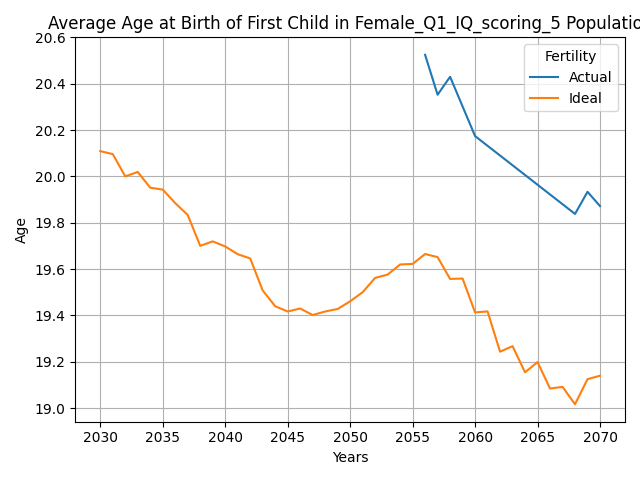 Average Age at Birth of First Child in Female_Q1_IQ_scoring_5 Populatio
20.6
20.4
20.2
20.0
19.8
19.6
19.4
19.2
19.0
Age
Fertility
Actual
Ideal
2030 2035 2040 2045 2050 2055 2060 2065 2070
Years